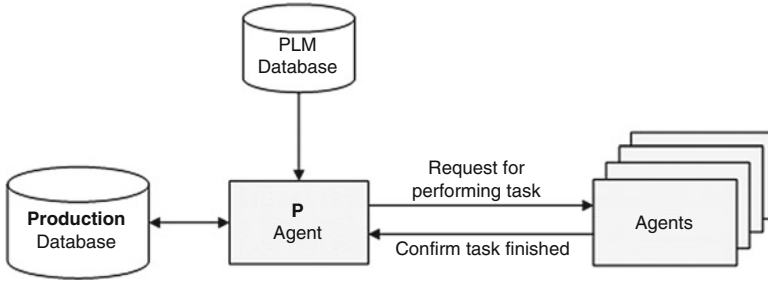 PLM
Database
Request for
performing task
Production
Database
P
Agent
Agents
Confirm task finished